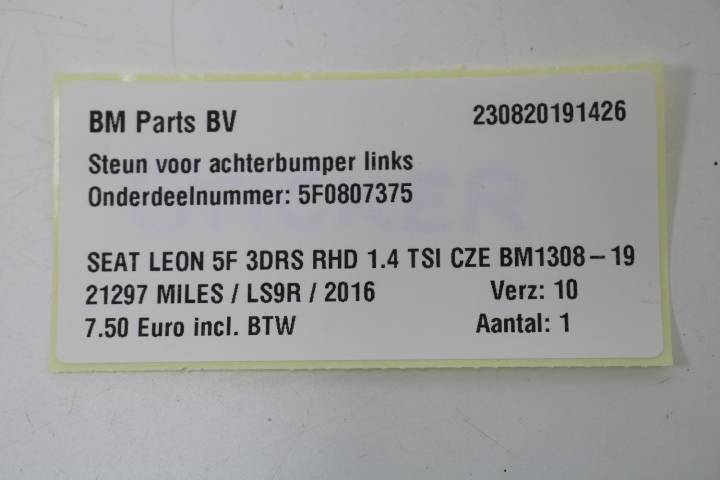 BM Parts BV 230820191426
Steun voor achterbumper links
Onderdeelnummer: 5F0807375
SEAT LEON 5F 3DRS RHD 1.4 TSI CZE BM1308-19
21297 MILES / LS9R / 2016 Verz: 10
7.50 Euro incl. BTW Aantal: 1